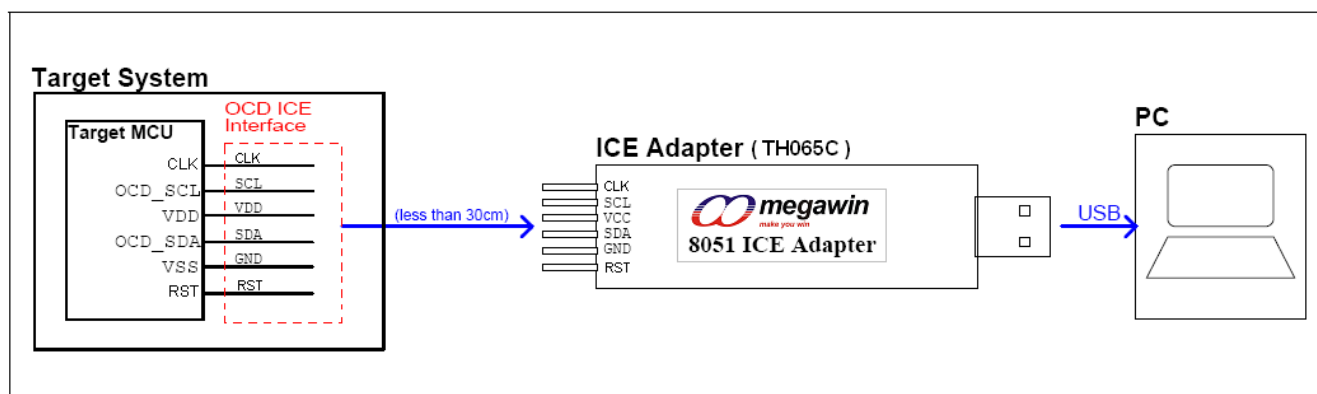 Target System
OCD ICE
Interface
Target MCU
CLK
OCD_SCL
VDD
OCD_SDA
VSS
RST
CLK
SCL
VDD
SDA
GND
RST
(less than 30cm)
ICE Adapter (TH065C)
CLK
SCL
VCC
SDA
GND
RST
megawin
make you win
8051 ICE Adapter
USB
PC